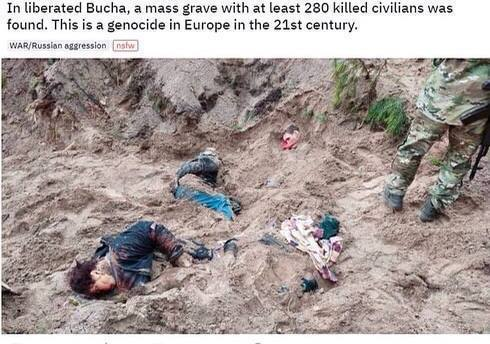 In liberated Bucha, a mass grave with at least 280 killed civilians was
found. This is a genocide in Europe in the 21st century.
WAR/Russian aggression nsfw